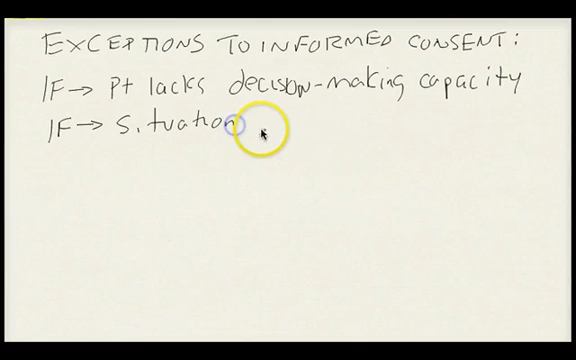 EXCEPTIONS TO INFORMED CONSENT:
IF→ Pt lacks decision-making capacity
IF→ Situation